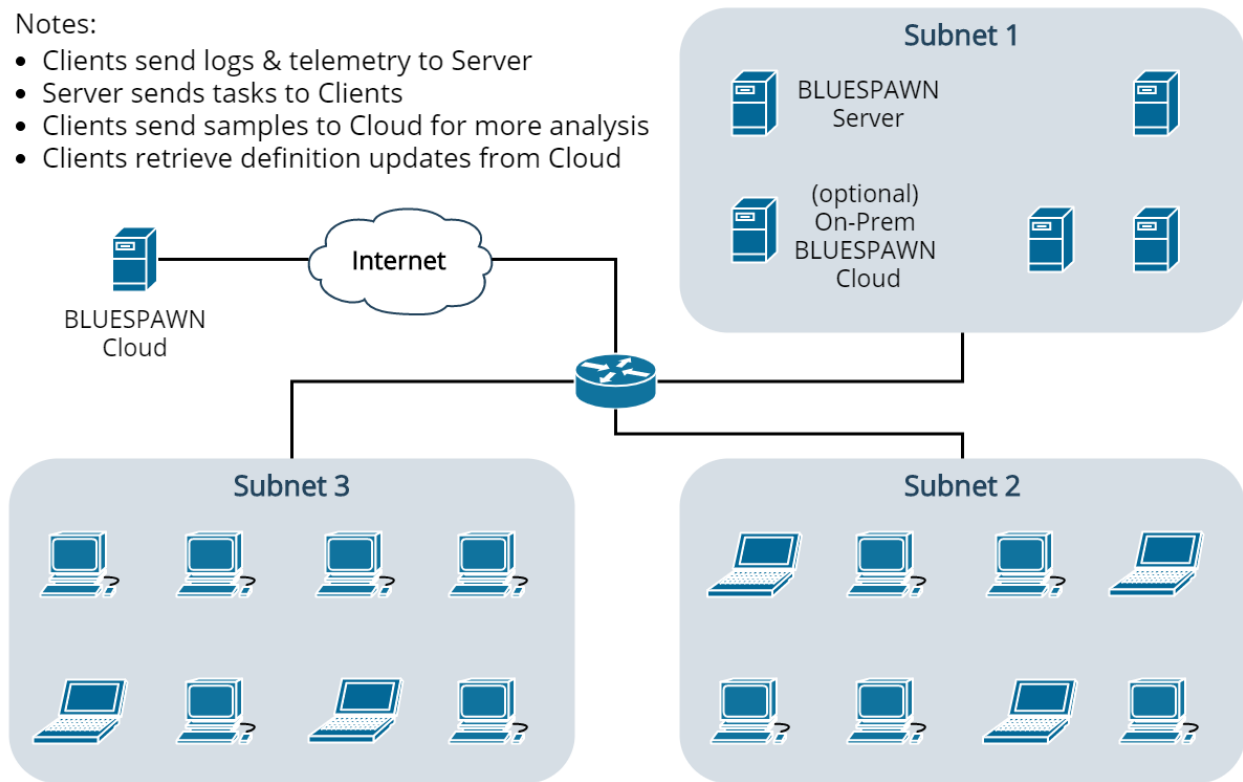 Notes:
• Clients send logs & telemetry to Server
• Server sends tasks to Clients
• Clients send samples to Cloud for more analysis
• Clients retrieve definition updates from Cloud
Subnet 1
BLUESPAWN
Server
(optional)
On-Prem
BLUESPAWN
Cloud
Internet
BLUESPAWN
Cloud
Subnet 3
Subnet 2